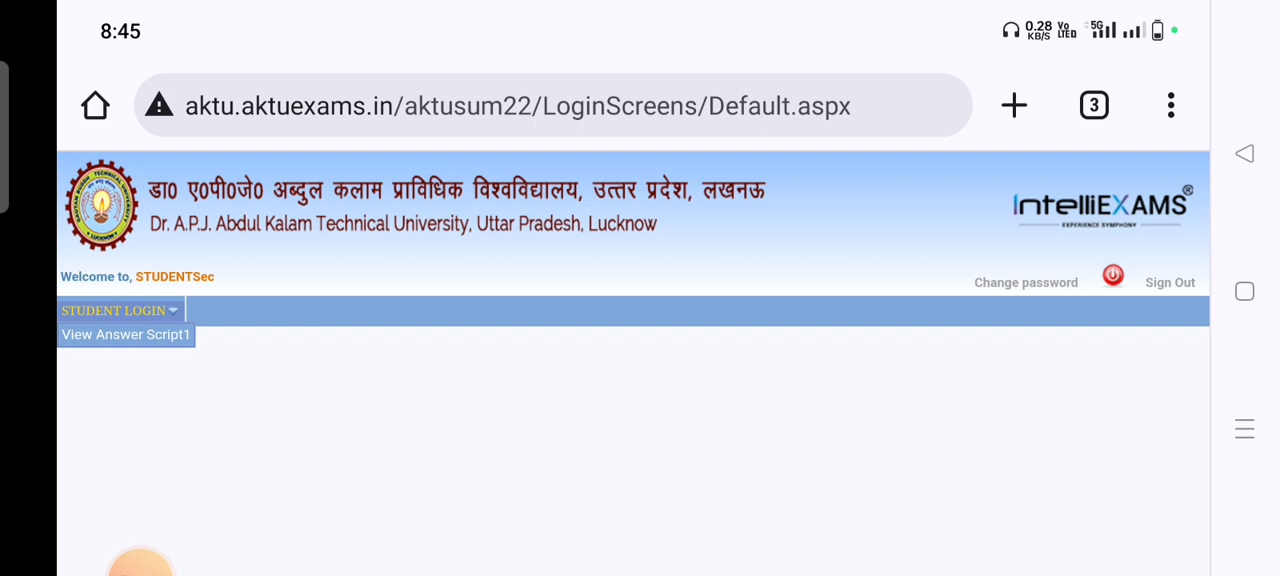 8:45
0.28 KB/S
Vo LTED
5G
aktu.aktuexams.in/aktusum22/LoginScreens/Default.aspx
3
डा0 ए0पी0जे0 अब्दुल कलाम प्राविधिक विश्वविद्यालय, उत्तर प्रदेश, लखनऊ
Dr. A.P.J. Abdul Kalam Technical University, Uttar Pradesh, Lucknow
IntelliEXAMS®
EXPERIENCE SYMPHONY
Welcome to, STUDENTSec
Change password
Sign Out
STUDENT LOGIN
View Answer Script1